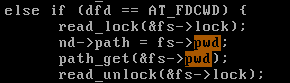 else if (dfd == AT_FDCWD) {
read_lock(&fs->lock);
nd->path = fs->pwd;
path_get(&fs->pwd);
read_unlock(&fs->lock);